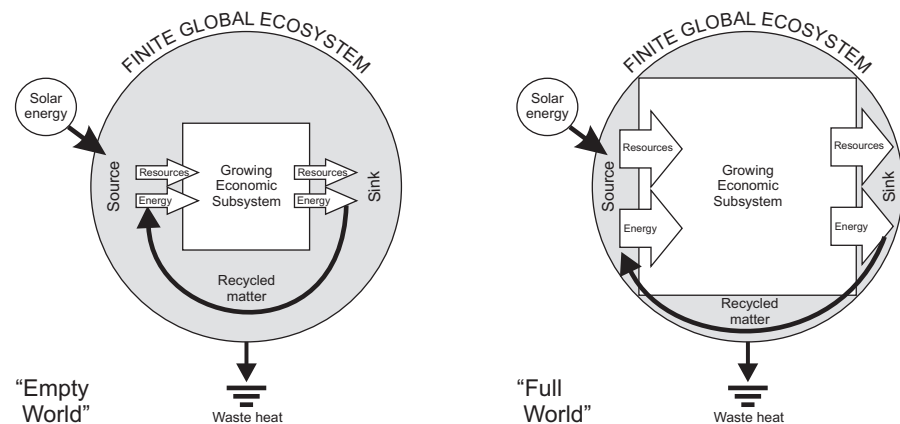 FINITE GLOBAL ECOSYSTEM
Solar
energy
Source
Resources
Energy
Growing
Economic
Subsystem
Resources
Energy
Sink
Recycled
matter
"Empty
World"
Waste heat
FINITE GLOBAL ECOSYSTEM
Solar
energy
Source
Resources
Energy
Growing
Economic
Subsystem
Resources
Energy
Sink
Recycled
matter
"Full
World"
Waste heat